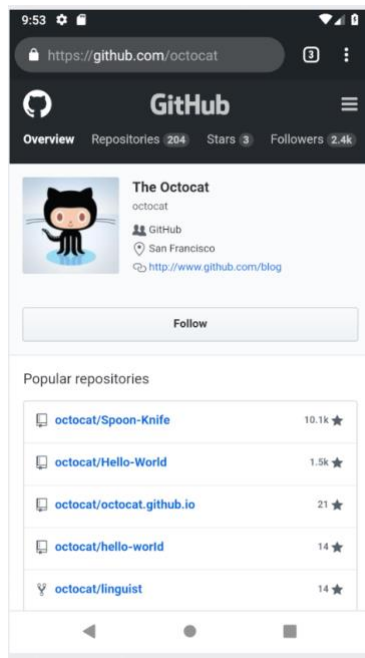 9:53
https://github.com/octocat
3
GitHub
Overview Repositories 204 Stars 3 Followers 2.4k
The Octocat
octocat
GitHub
San Francisco
http://www.github.com/blog
Follow
Popular repositories
octocat/Spoon-Knife 10.1k
octocat/Hello-World 1.5k
octocat/octocat.github.io 21
octocat/hello-world 14
octocat/linguist 14